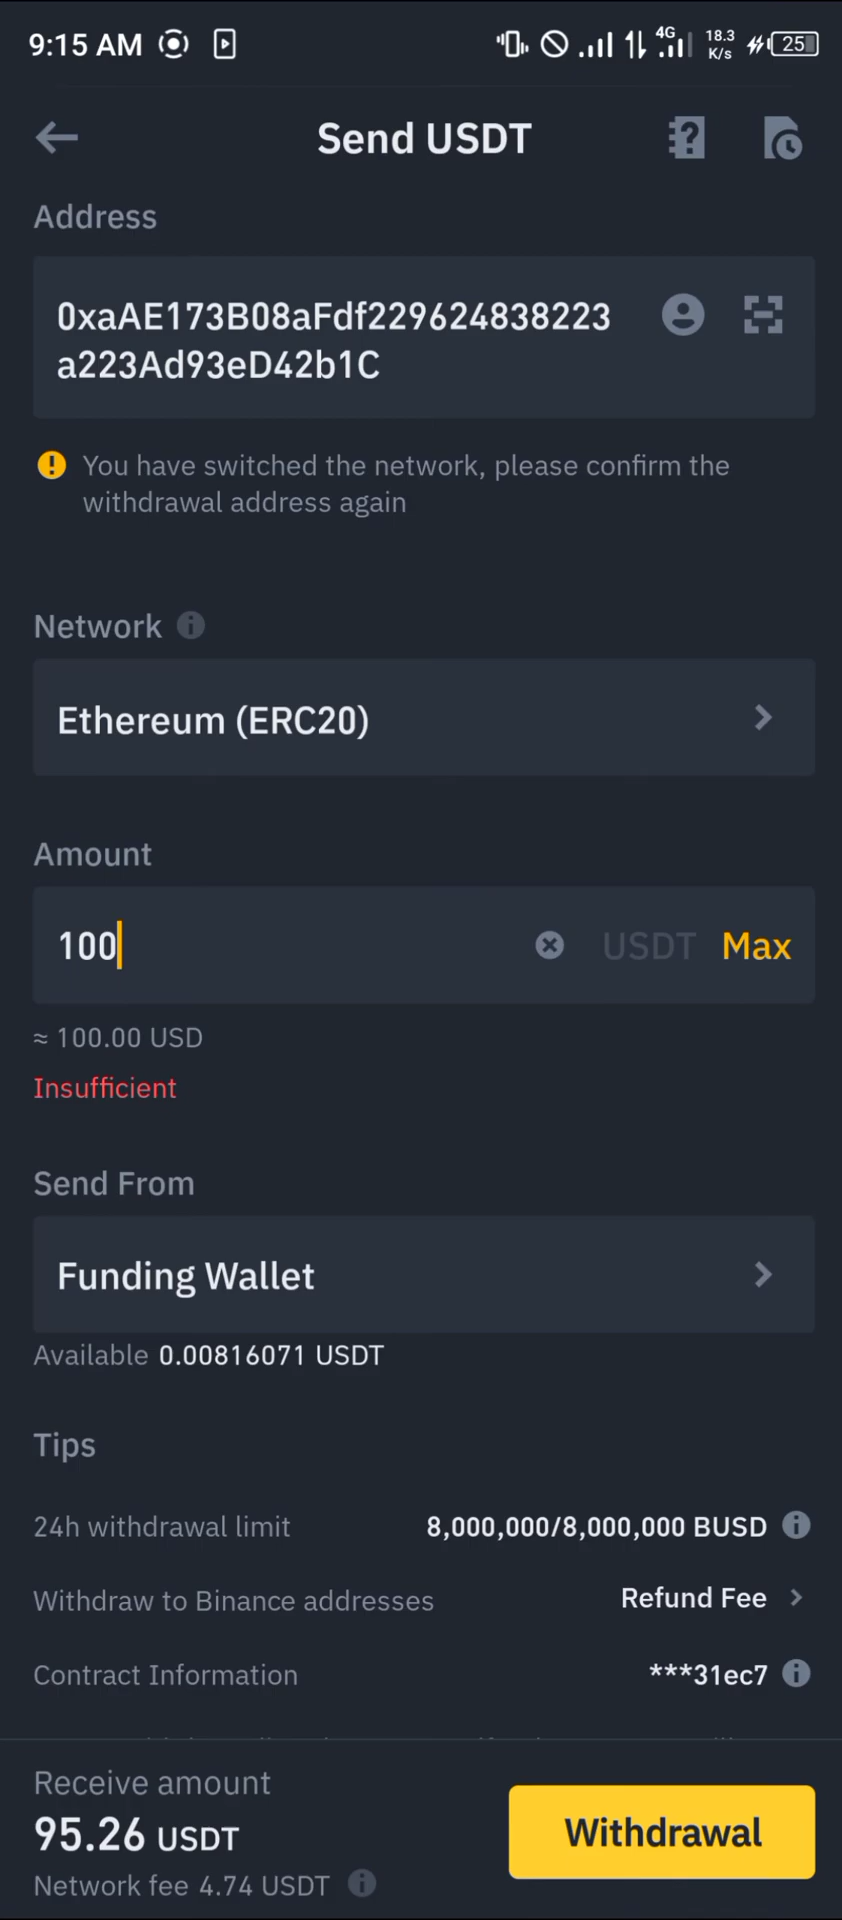 9:15 AM 4G 18.3 K/s 25
Send USDT
Address
0xaAE173B08aFdf229624838223
a223Ad93eD42b1C
You have switched the network, please confirm the
withdrawal address again
Network
Ethereum (ERC20)
Amount
100 USDT Max
≈ 100.00 USD
Insufficient
Send From
Funding Wallet
Available 0.00816071 USDT
Tips
24h withdrawal limit 8,000,000/8,000,000 BUSD
Withdraw to Binance addresses Refund Fee
Contract Information ***31ec7
Receive amount
95.26 USDT
Withdrawal
Network fee 4.74 USDT